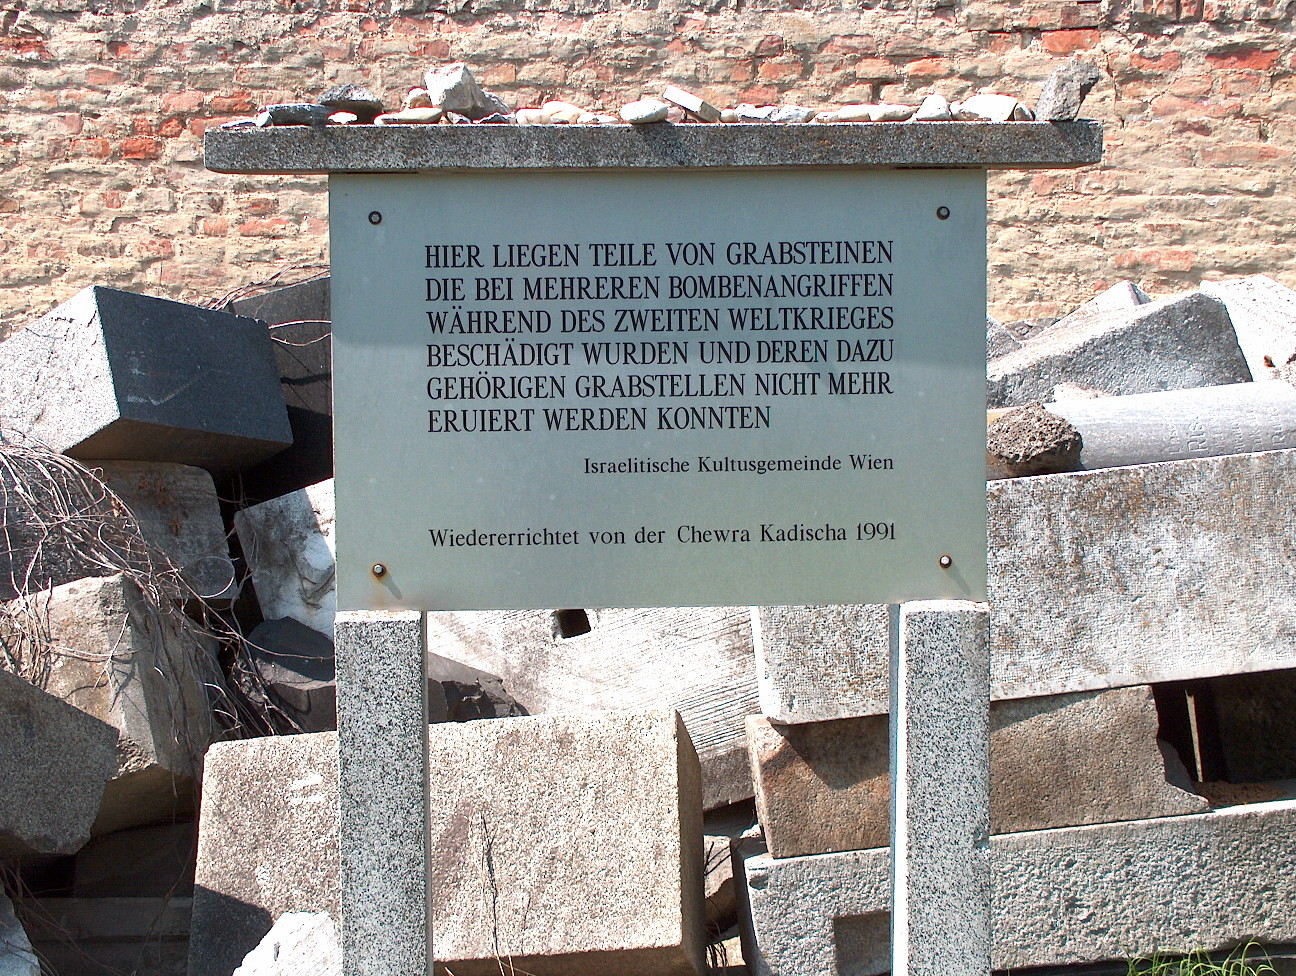 HIER LIEGEN TEILE VON GRABSTEINEN
DIE BEI MEHREREN BOMBENANGRIFFEN
WÄHREND DES ZWEITEN WELTKRIEGES
BESCHÄDIGT WURDEN UND DEREN DAZU
GEHÖRIGEN GRABSTELLEN NICHT MEHR
ERUIERT WERDEN KONNTEN
Israelitische Kultusgemeinde Wien
Wiedererrichtet von der Chewra Kadischa 1991